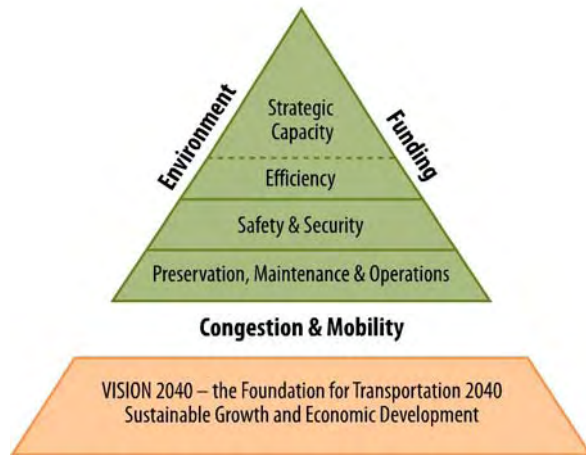 Environment
Funding
Strategic
Capacity
Efficiency
Safety & Security
Preservation, Maintenance & Operations
Congestion & Mobility
VISION 2040 – the Foundation for Transportation 2040
Sustainable Growth and Economic Development